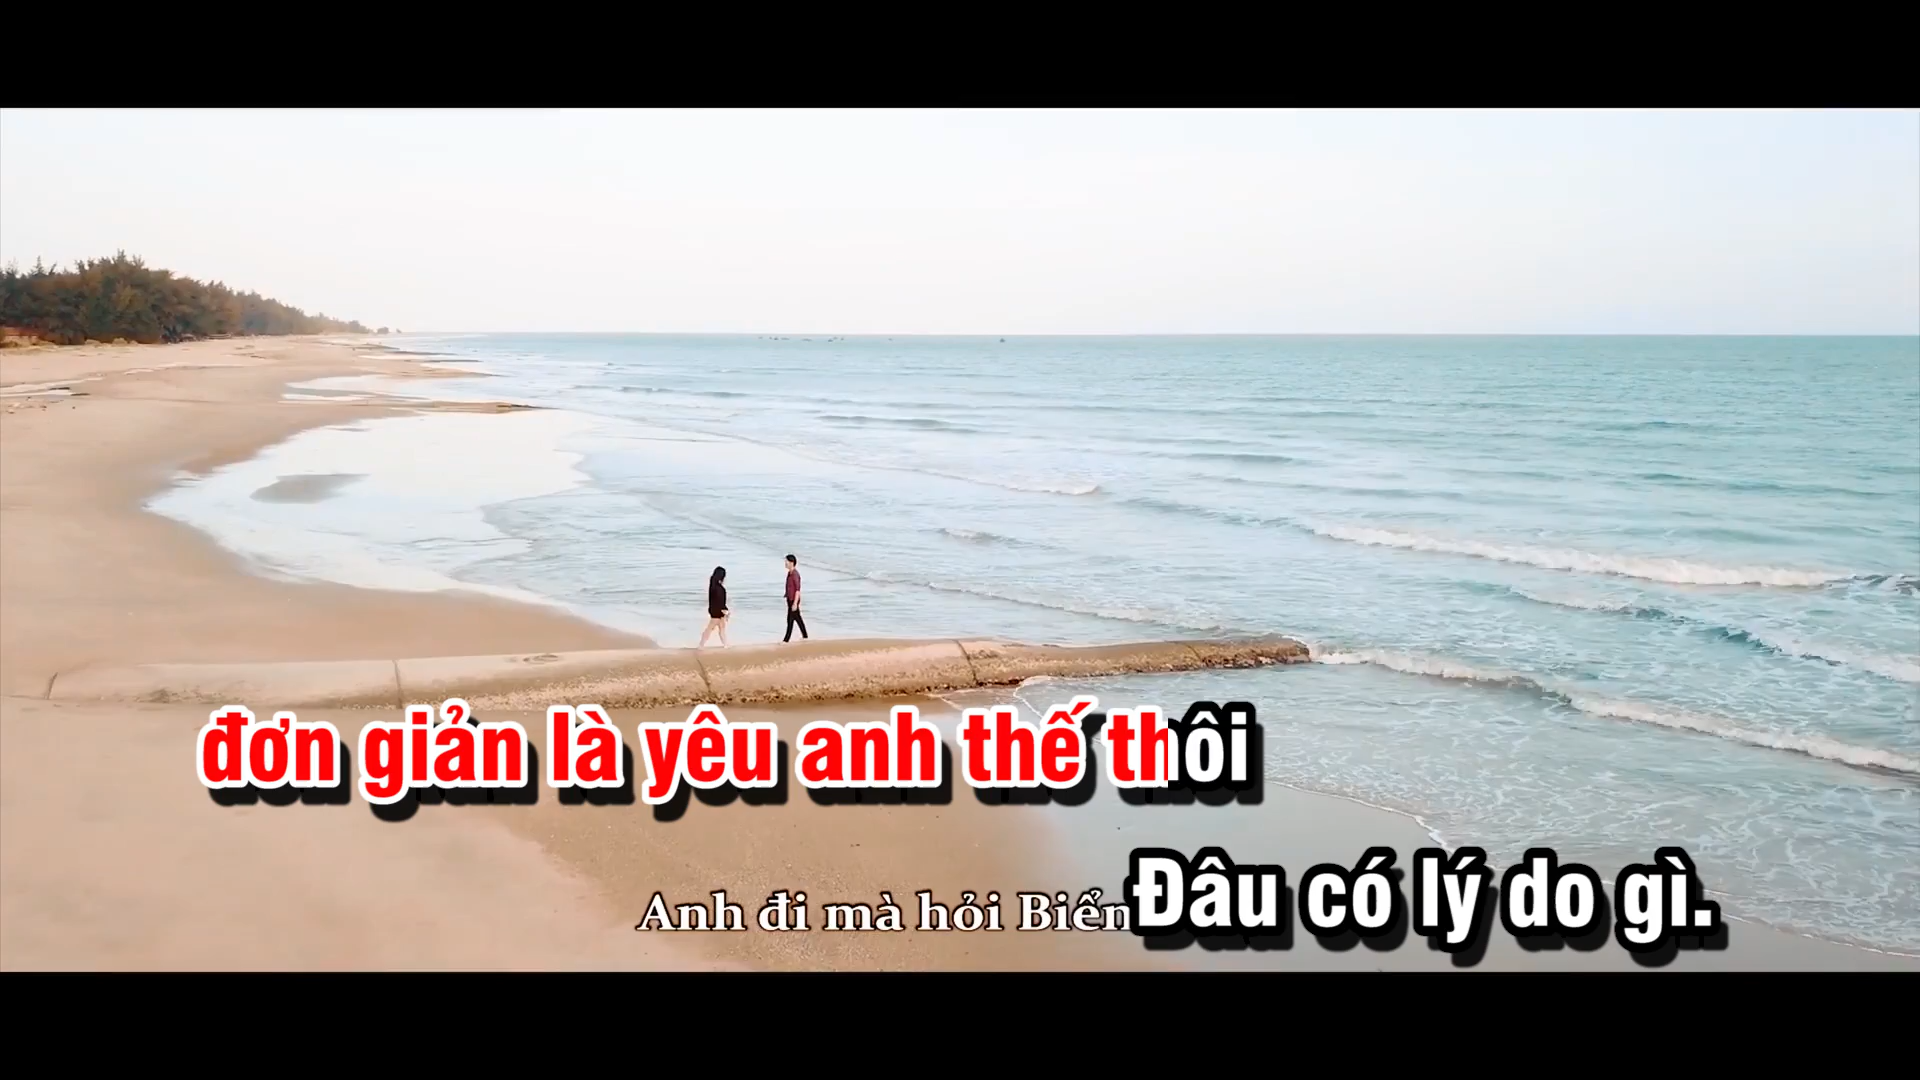 đơn giản là yêu anh thế thôi
Đâu có lý do gì.
Anh đi mà hỏi Biển